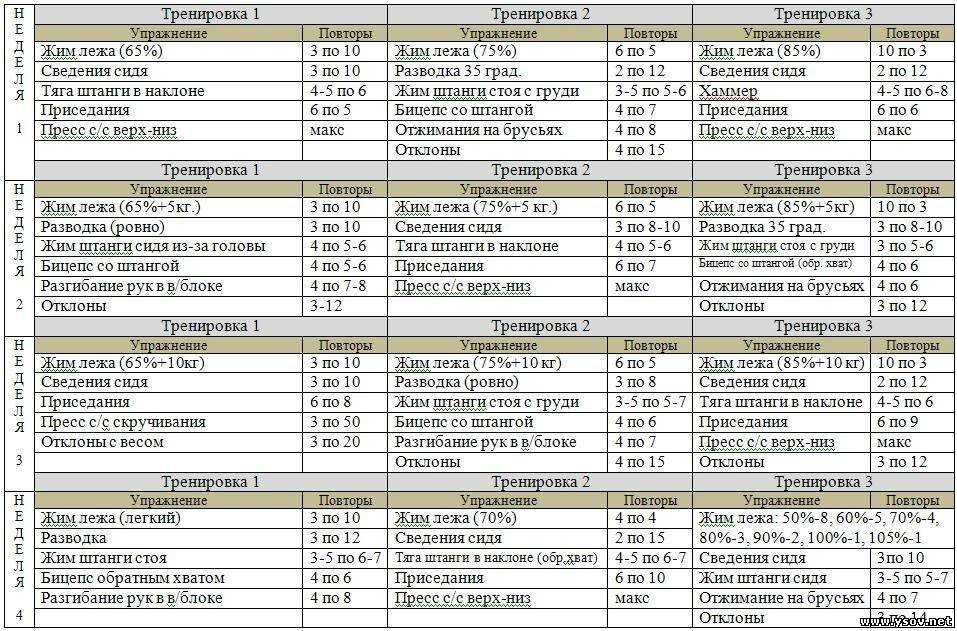 НЕДЕЛЯ 1
Тренировка 1 Тренировка 2 Тренировка 3
Упражнение Повторы Упражнение Повторы Упражнение Повторы
Жим лежа (65%) 3 по 10 Жим лежа (75%) 6 по 5 Жим лежа (85%) 10 по 3
Сведения сидя 3 по 10 Разводка 35 град. 2 по 12 Сведения сидя 2 по 12
Тяга штанги в наклоне 4-5 по 6 Жим штанги стоя с груди 3-5 по 5-6 Хаммер 4-5 по 6-8
Приседания 6 по 5 Бицепс со штангой 4 по 7 Приседания 6 по 6
Пресс с/с верх-низ макс Отжимания на брусьях 4 по 8 Пресс с/с верх-низ макс
Отклоны 4 по 15
НЕДЕЛЯ 2
Тренировка 1 Тренировка 2 Тренировка 3
Упражнение Повторы Упражнение Повторы Упражнение Повторы
Жим лежа (65%+5кг.) 3 по 10 Жим лежа (75%+5 кг.) 6 по 5 Жим лежа (85%+5кг) 10 по 3
Разводка (ровно) 3 по 10 Сведения сидя 3 по 8-10 Разводка 35 град. 3 по 8-10
Жим штанги сидя из-за головы 4 по 5-6 Тяга штанги в наклоне 4 по 5-6 Жим штанги стоя с груди 3 по 5-6
Бицепс со штангой 4 по 5-6 Приседания 6 по 7 Бицепс со штангой (обр. хват) 4 по 6
Разгибание рук в в/блоке 4 по 7-8 Пресс с/с верх-низ макс Отжимания на брусьях 4 по 6
Отклоны 3-12 Отклоны 3 по 12
НЕДЕЛЯ 3
Тренировка 1 Тренировка 2 Тренировка 3
Упражнение Повторы Упражнение Повторы Упражнение Повторы
Жим лежа (65%+10кг) 3 по 10 Жим лежа (75%+10 кг) 6 по 5 Жим лежа (85%+10 кг) 10 по 3
Сведения сидя 3 по 10 Разводка (ровно) 3 по 8 Сведения сидя 2 по 12
Приседания 6 по 8 Жим штанги стоя с груди 3-5 по 5-7 Тяга штанги в наклоне 4-5 по 6
Пресс с/с скручивания 3 по 50 Бицепс со штангой 4 по 6 Приседания 6 по 9
Отклоны с весом 3 по 20 Разгибание рук в в/блоке 4 по 7 Пресс с/с верх-низ макс
Отклоны 4 по 15 Отклоны 3 по 12
НЕДЕЛЯ 4
Тренировка 1 Тренировка 2 Тренировка 3
Упражнение Повторы Упражнение Повторы Упражнение Повторы
Жим лежа (легкий) 3 по 10 Жим лежа (70%) 4 по 4 Жим лежа: 50%-8, 60%-5, 70%-4,
Разводка 3 по 12 Сведения сидя 2 по 15 80%-3, 90%-2, 100%-1, 105%-1
Жим штанги стоя 3-5 по 6-7 Тяга штанги в наклоне (обр,хват) 4-5 по 6-7 Сведения сидя 3по 10
Бицепс обратным хватом 4 по 6 Приседания 6 по 10 Жим штанги сидя 3-5 по 5-7
Разгибание рук в в/блоке 4 по 8 Пресс с/с верх-низ макс Отжимание на брусьях 4 по 7
Отклоны 3 по 14
www.ysov.net